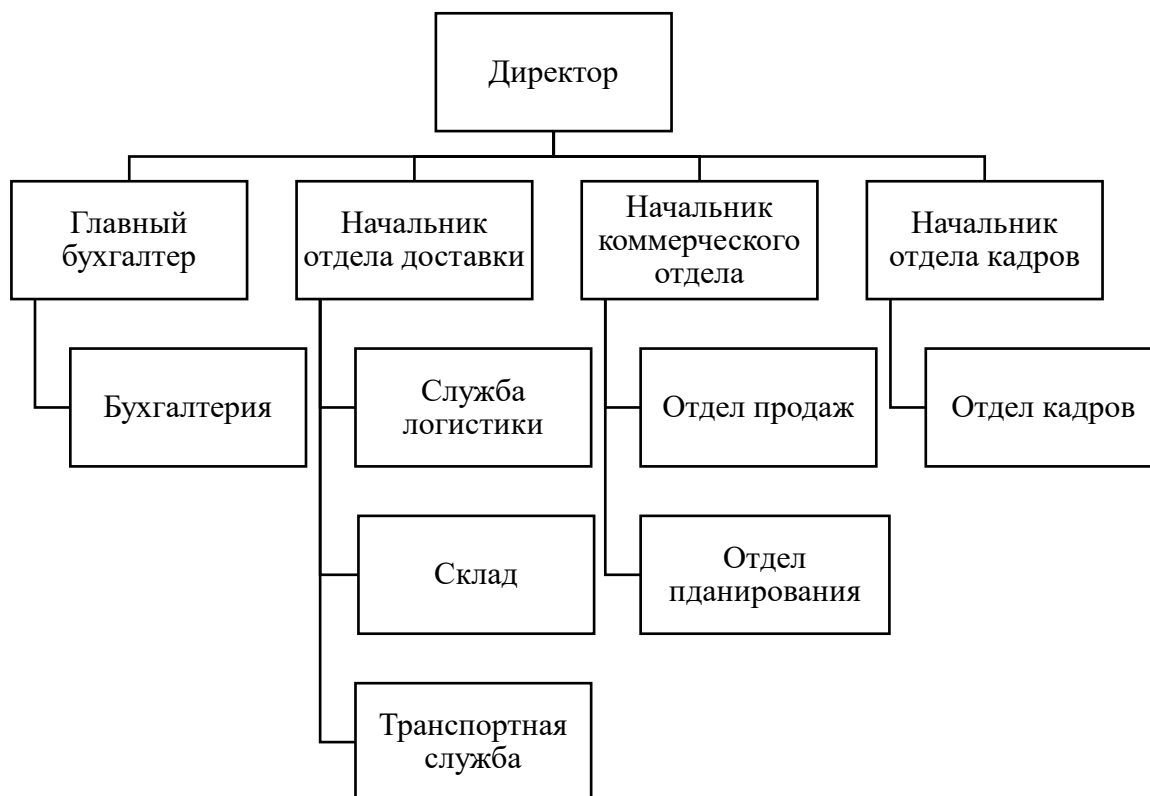 Директор
Главный
бухгалтер
Начальник
отдела доставки
Начальник
коммерческого
отдела
Начальник
отдела кадров
Бухгалтерия
Служба
логистики
Отдел продаж
Отдел кадров
Склад
Отдел
пданирования
Транспортная
служба